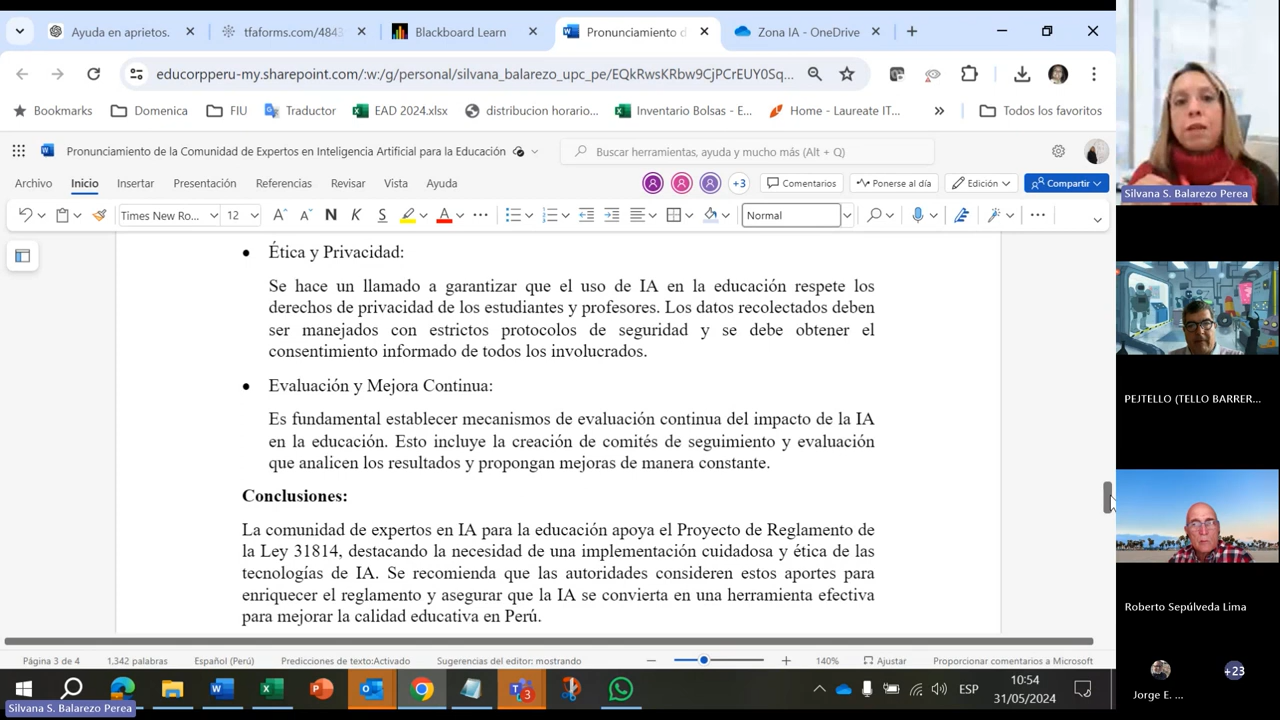 Ayuda en aprietos.
tfaforms.com/4843
Blackboard Learn
Pronunciamiento d
Zona IA - OneDrive
educorpperu-my.sharepoint.com/:w:/g/personal/silvana_balarezo_upc_pe/EQkRwsKRbw9CjPCrEUY0Sq...
Bookmarks
Domenica
FIU
Traductor
EAD 2024.xlsx
distribucion horario...
Inventario Bolsas - E...
Home - Laureate IT...
»
Todos los favoritos
Pronunciamiento de la Comunidad de Expertos en Inteligencia Artificial para la Educación
Buscar herramientas, ayuda y mucho más (Alt + Q)
Archivo
Inicio
Insertar
Presentación
Referencias
Revisar
Vista
Ayuda
+3
Comentarios
Ponerse al día
Edición
Compartir
Times New Ro...
12
N
K
S
Normal
• Ética y Privacidad:
Se hace un llamado a garantizar que el uso de IA en la educación respete los
derechos de privacidad de los estudiantes y profesores. Los datos recolectados deben
ser manejados con estrictos protocolos de seguridad y se debe obtener el
consentimiento informado de todos los involucrados.
• Evaluación y Mejora Continua:
Es fundamental establecer mecanismos de evaluación continua del impacto de la IA
en la educación. Esto incluye la creación de comités de seguimiento y evaluación
que analicen los resultados y propongan mejoras de manera constante.
Conclusiones:
La comunidad de expertos en IA para la educación apoya el Proyecto de Reglamento de
la Ley 31814, destacando la necesidad de una implementación cuidadosa y ética de las
tecnologías de IA. Se recomienda que las autoridades consideren estos aportes para
enriquecer el reglamento y asegurar que la IA se convierta en una herramienta efectiva
para mejorar la calidad educativa en Perú.
Página 3 de 4
1,342 palabras
Español (Perú)
Predicciones de texto:Activado
Sugerencias del editor: mostrando
140%
Ajustar
Proporcionar comentarios a Microsoft
3
ESP
10:54
31/05/2024
Silvana S. Balarezo Perea
Silvana S. Balarezo Perea
PEJTELLO (TELLO BARRER...
Roberto Sepúlveda Lima
Jorge E. ...
+23